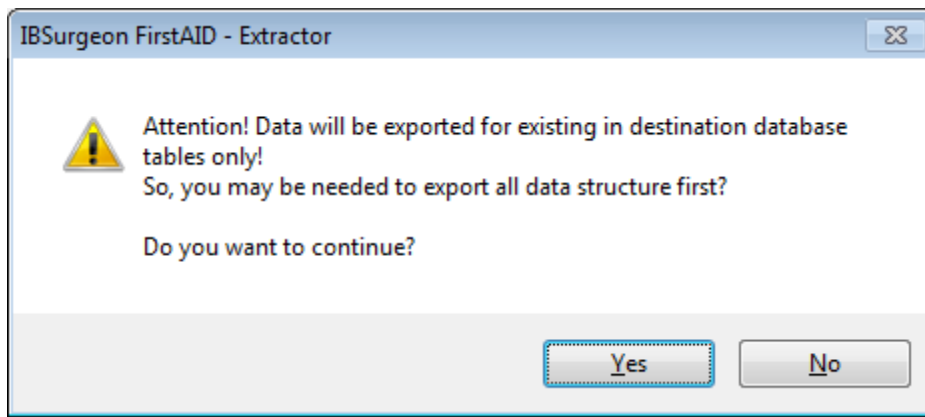 IBSurgeon FirstAID - Extractor
Attention! Data will be exported for existing in destination database
tables only!
So, you may be needed to export all data structure first?
Do you want to continue?
Yes
No